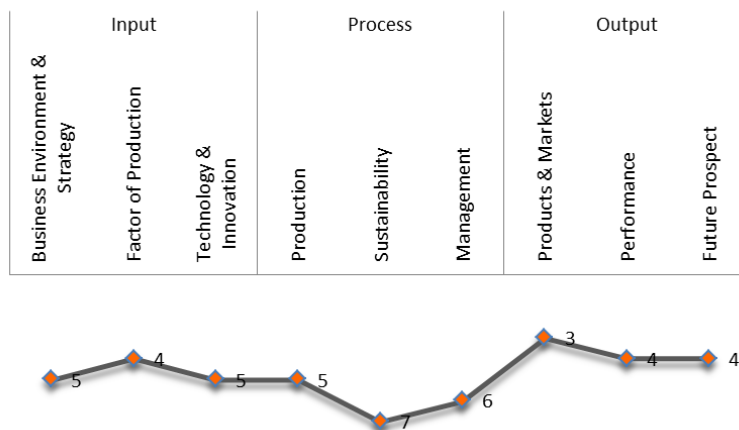 Input
Process
Output
Business Environment &
Strategy
Factor of Production
Technology &
Innovation
Production
Sustainability
Management
Products & Markets
Performance
Future Prospect
5
4
5
5
7
6
3
4
4